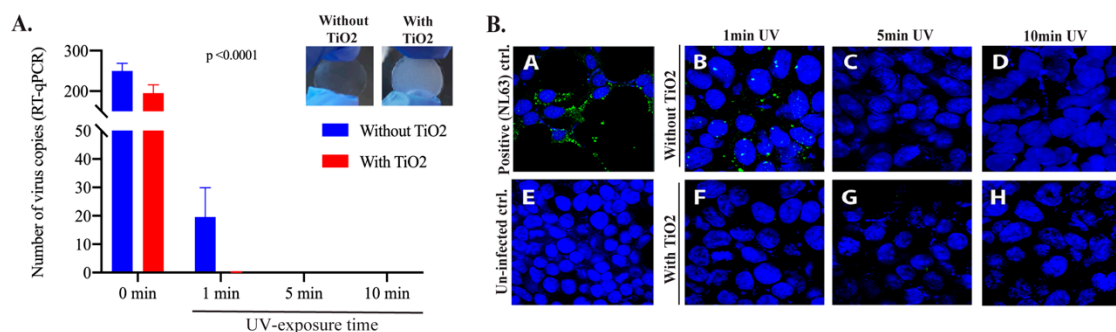 A.
Number of virus copies (RT-qPCR)
300
200
50
40
30
20
10
0
p <0.0001
Without
TiO2
With
TiO2
Without TiO2
With TiO2
0 min
1 min
5 min
10 min
UV-exposure time
B.
1min UV
5min UV
10min UV
Positive (NL63) ctrl.
A
Without TiO2
B
C
D
Un-infected ctrl.
E
With TiO2
F
G
H